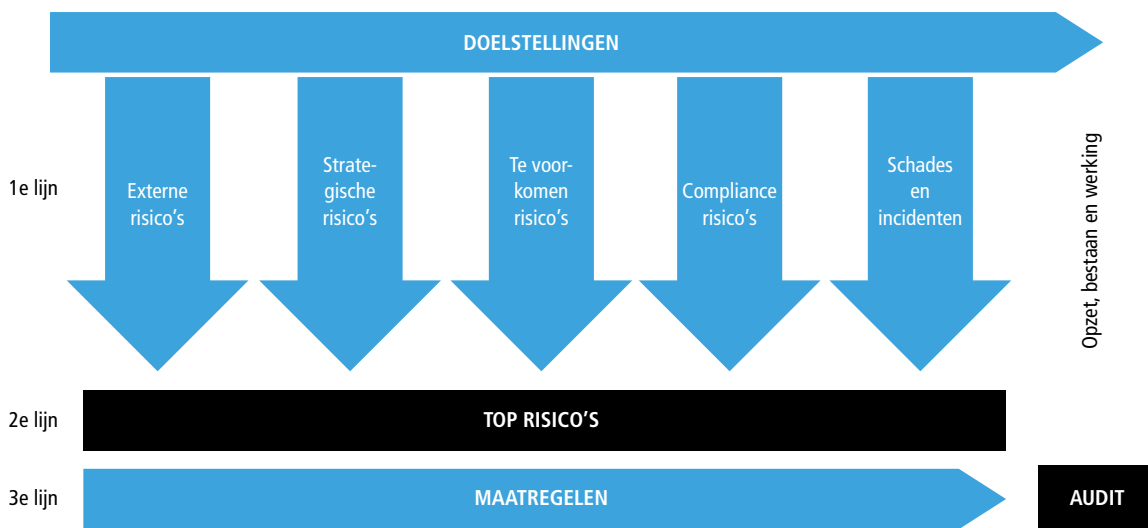 DOELSTELLINGEN
1e lijn
Externe
risico’s
Strate-
gische
risico’s
Te voor-
komen
risico’s
Compliance
risico’s
Schades
en
incidenten
Opzet, bestaan en werking
2e lijn
TOP RISICO’S
3e lijn
MAATREGELEN
AUDIT